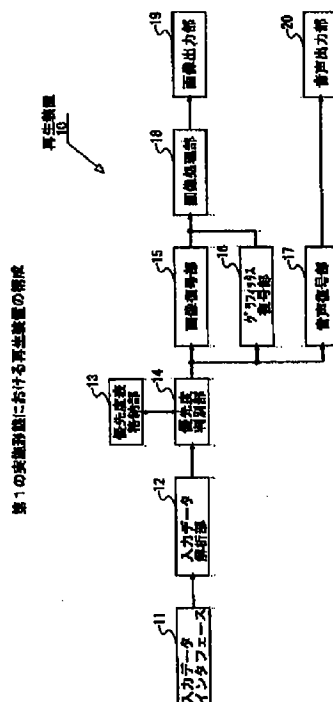 第1の実施形態における再生装置の構成
再生装置
10
11
入力データ
インタフェース
12
入力データ
解析部
13
優先度表
格納部
14
優先度
判別部
15
画像復号部
16
グラフィックス
復号部
17
音声復号部
18
画像処理部
19
画像出力部
20
音声出力部